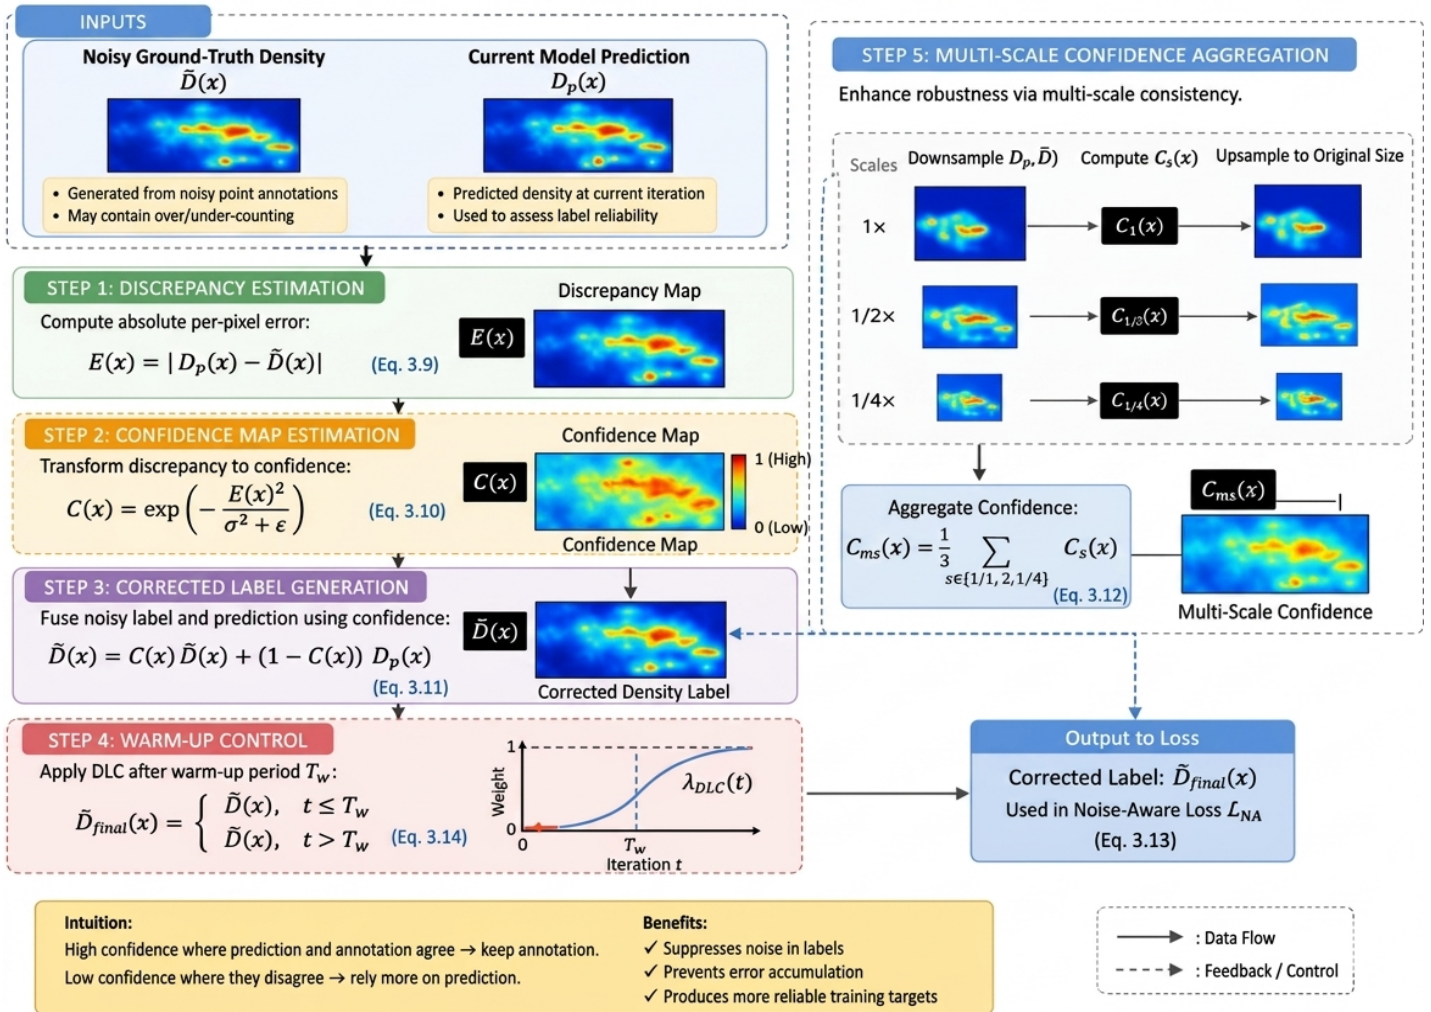 INPUTS
Noisy Ground-Truth Density
D̃(x)
Current Model Prediction
D_p(x)
• Generated from noisy point annotations
• May contain over/under-counting
• Predicted density at current iteration
• Used to assess label reliability
STEP 1: DISCREPANCY ESTIMATION
Compute absolute per-pixel error:
E(x) = | D_p(x) − D̃(x)|
(Eq. 3.9)
Discrepancy Map
E(x)
STEP 2: CONFIDENCE MAP ESTIMATION
Transform discrepancy to confidence:
C(x) = exp ( − E(x)² / σ² + ϵ )
(Eq. 3.10)
Confidence Map
C(x)
1 (High)
0 (Low)
Confidence Map
STEP 3: CORRECTED LABEL GENERATION
Fuse noisy label and prediction using confidence:
D̃(x) = C(x) D̃(x) + (1 − C(x)) D_p(x)
(Eq. 3.11)
D̄(x)
Corrected Density Label
STEP 4: WARM-UP CONTROL
Apply DLC after warm-up period T_w:
D̃_final(x) = { D̃(x), t ≤ T_w
D̃(x), t > T_w
(Eq. 3.14)
Weight
1
0
0
λ_DLC(t)
T_w
Iteration t
STEP 5: MULTI-SCALE CONFIDENCE AGGREGATION
Enhance robustness via multi-scale consistency.
Scales
Downsample D_p, D̄)
Compute C_s(x)
Upsample to Original Size
1×
C_1(x)
1/2×
1/4×
C_1/4(x)
Aggregate Confidence:
C_ms(x) = 1/3 ∑ C_s(x)
s∈{1/1, 2,1/4}
(Eq. 3.12)
C_ms(x)
Multi-Scale Confidence
Output to Loss
Corrected Label: D̃_final(x)
Used in Noise-Aware Loss ℒ_NA
(Eq. 3.13)
Intuition:
High confidence where prediction and annotation agree → keep annotation.
Low confidence where they disagree → rely more on prediction.
Benefits:
✓ Suppresses noise in labels
✓ Prevents error accumulation
✓ Produces more reliable training targets
: Data Flow
: Feedback / Control